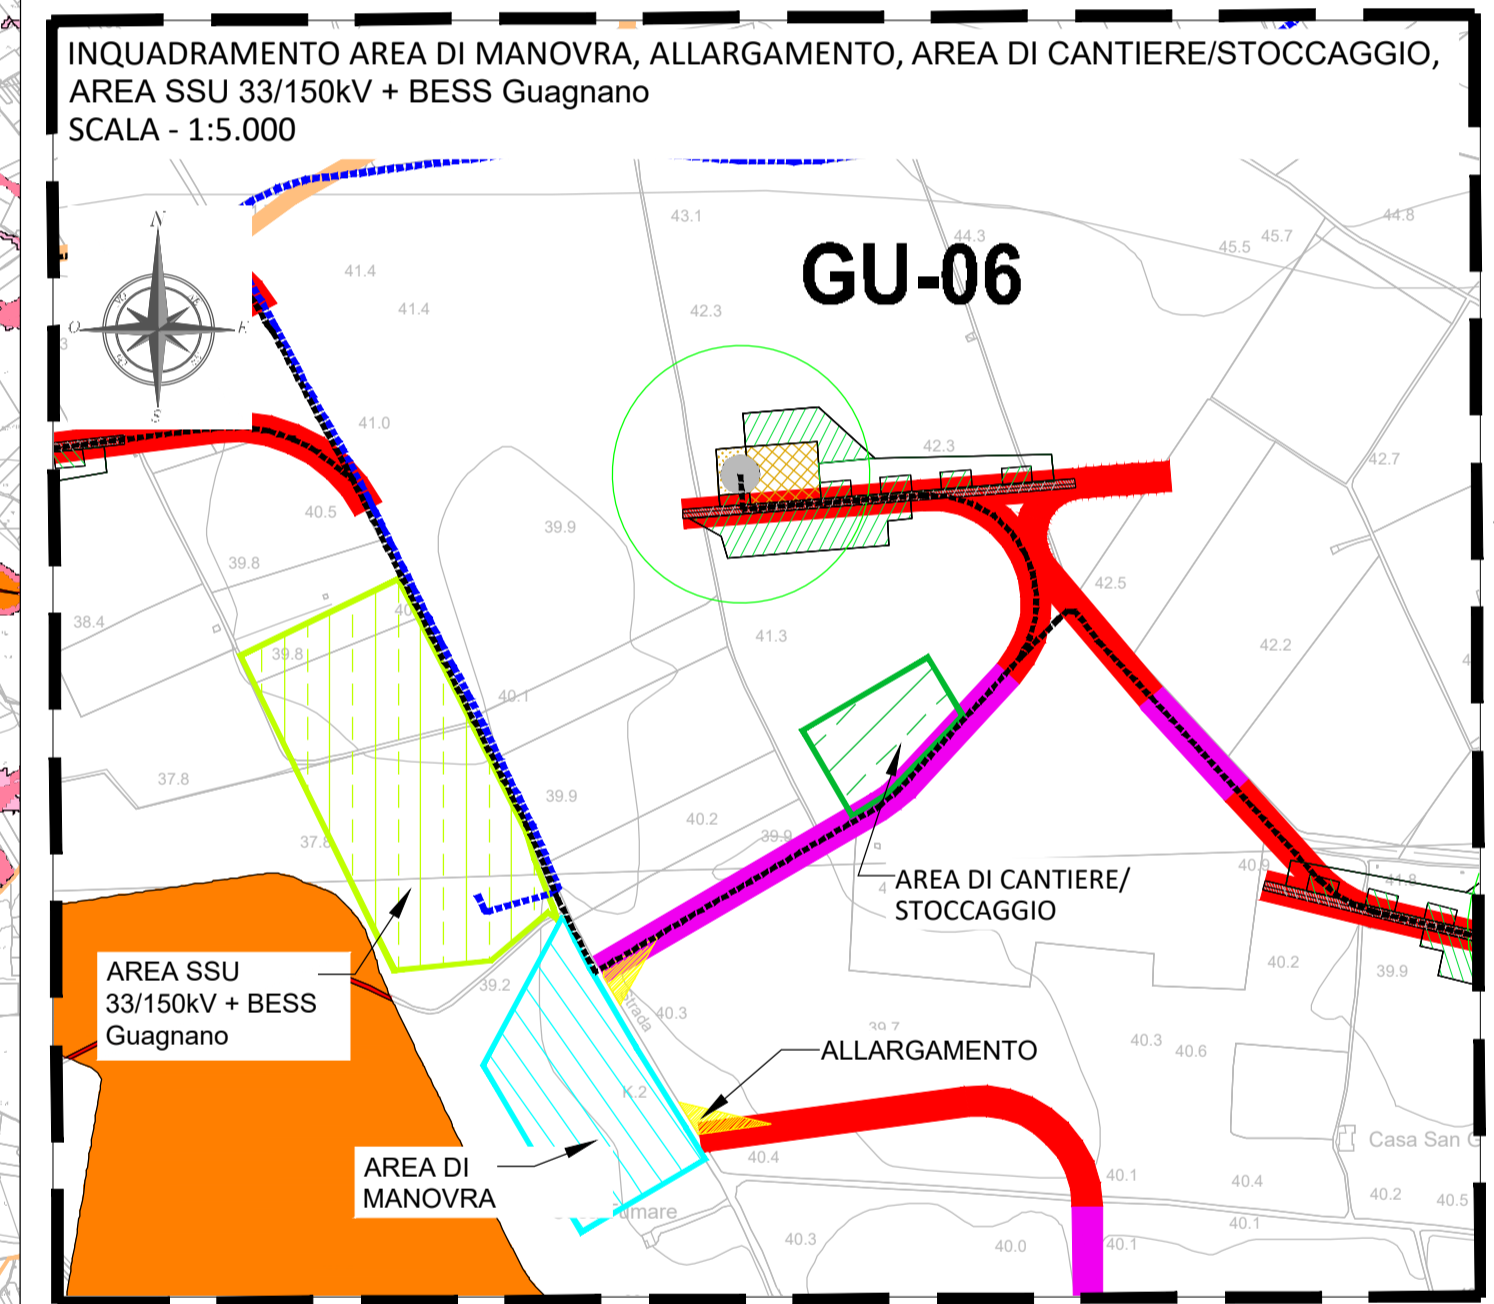 INQUADRAMENTO AREA DI MANOVRA, ALLARGAMENTO, AREA DI CANTIERE/STOCCAGGIO,
AREA SSU 33/150kV + BESS Guagnano
SCALA - 1:5.000
N
O
E
S
43.1
44.8
44.3
45.7
45.5
GU-06
41.4
41.4
42.3
41.0
42.3
42.7
40.5
39.9
39.8
42.5
38.4
41.3
42.2
39.8
40.1
37.8
39.9
40.2
39.9
37.8
40.9
41.8
AREA DI CANTIERE/
STOCCAGGIO
AREA SSU
33/150kV + BESS
Guagnano
39.2
40.2
39.9
Strada
40.3
39.7
40.3
40.6
ALLARGAMENTO
K.2
Casa San G
40.4
AREA DI
MANOVRA
40.1
40.4
40.2
40.5
umare
40.1
40.3
40.0
40.1